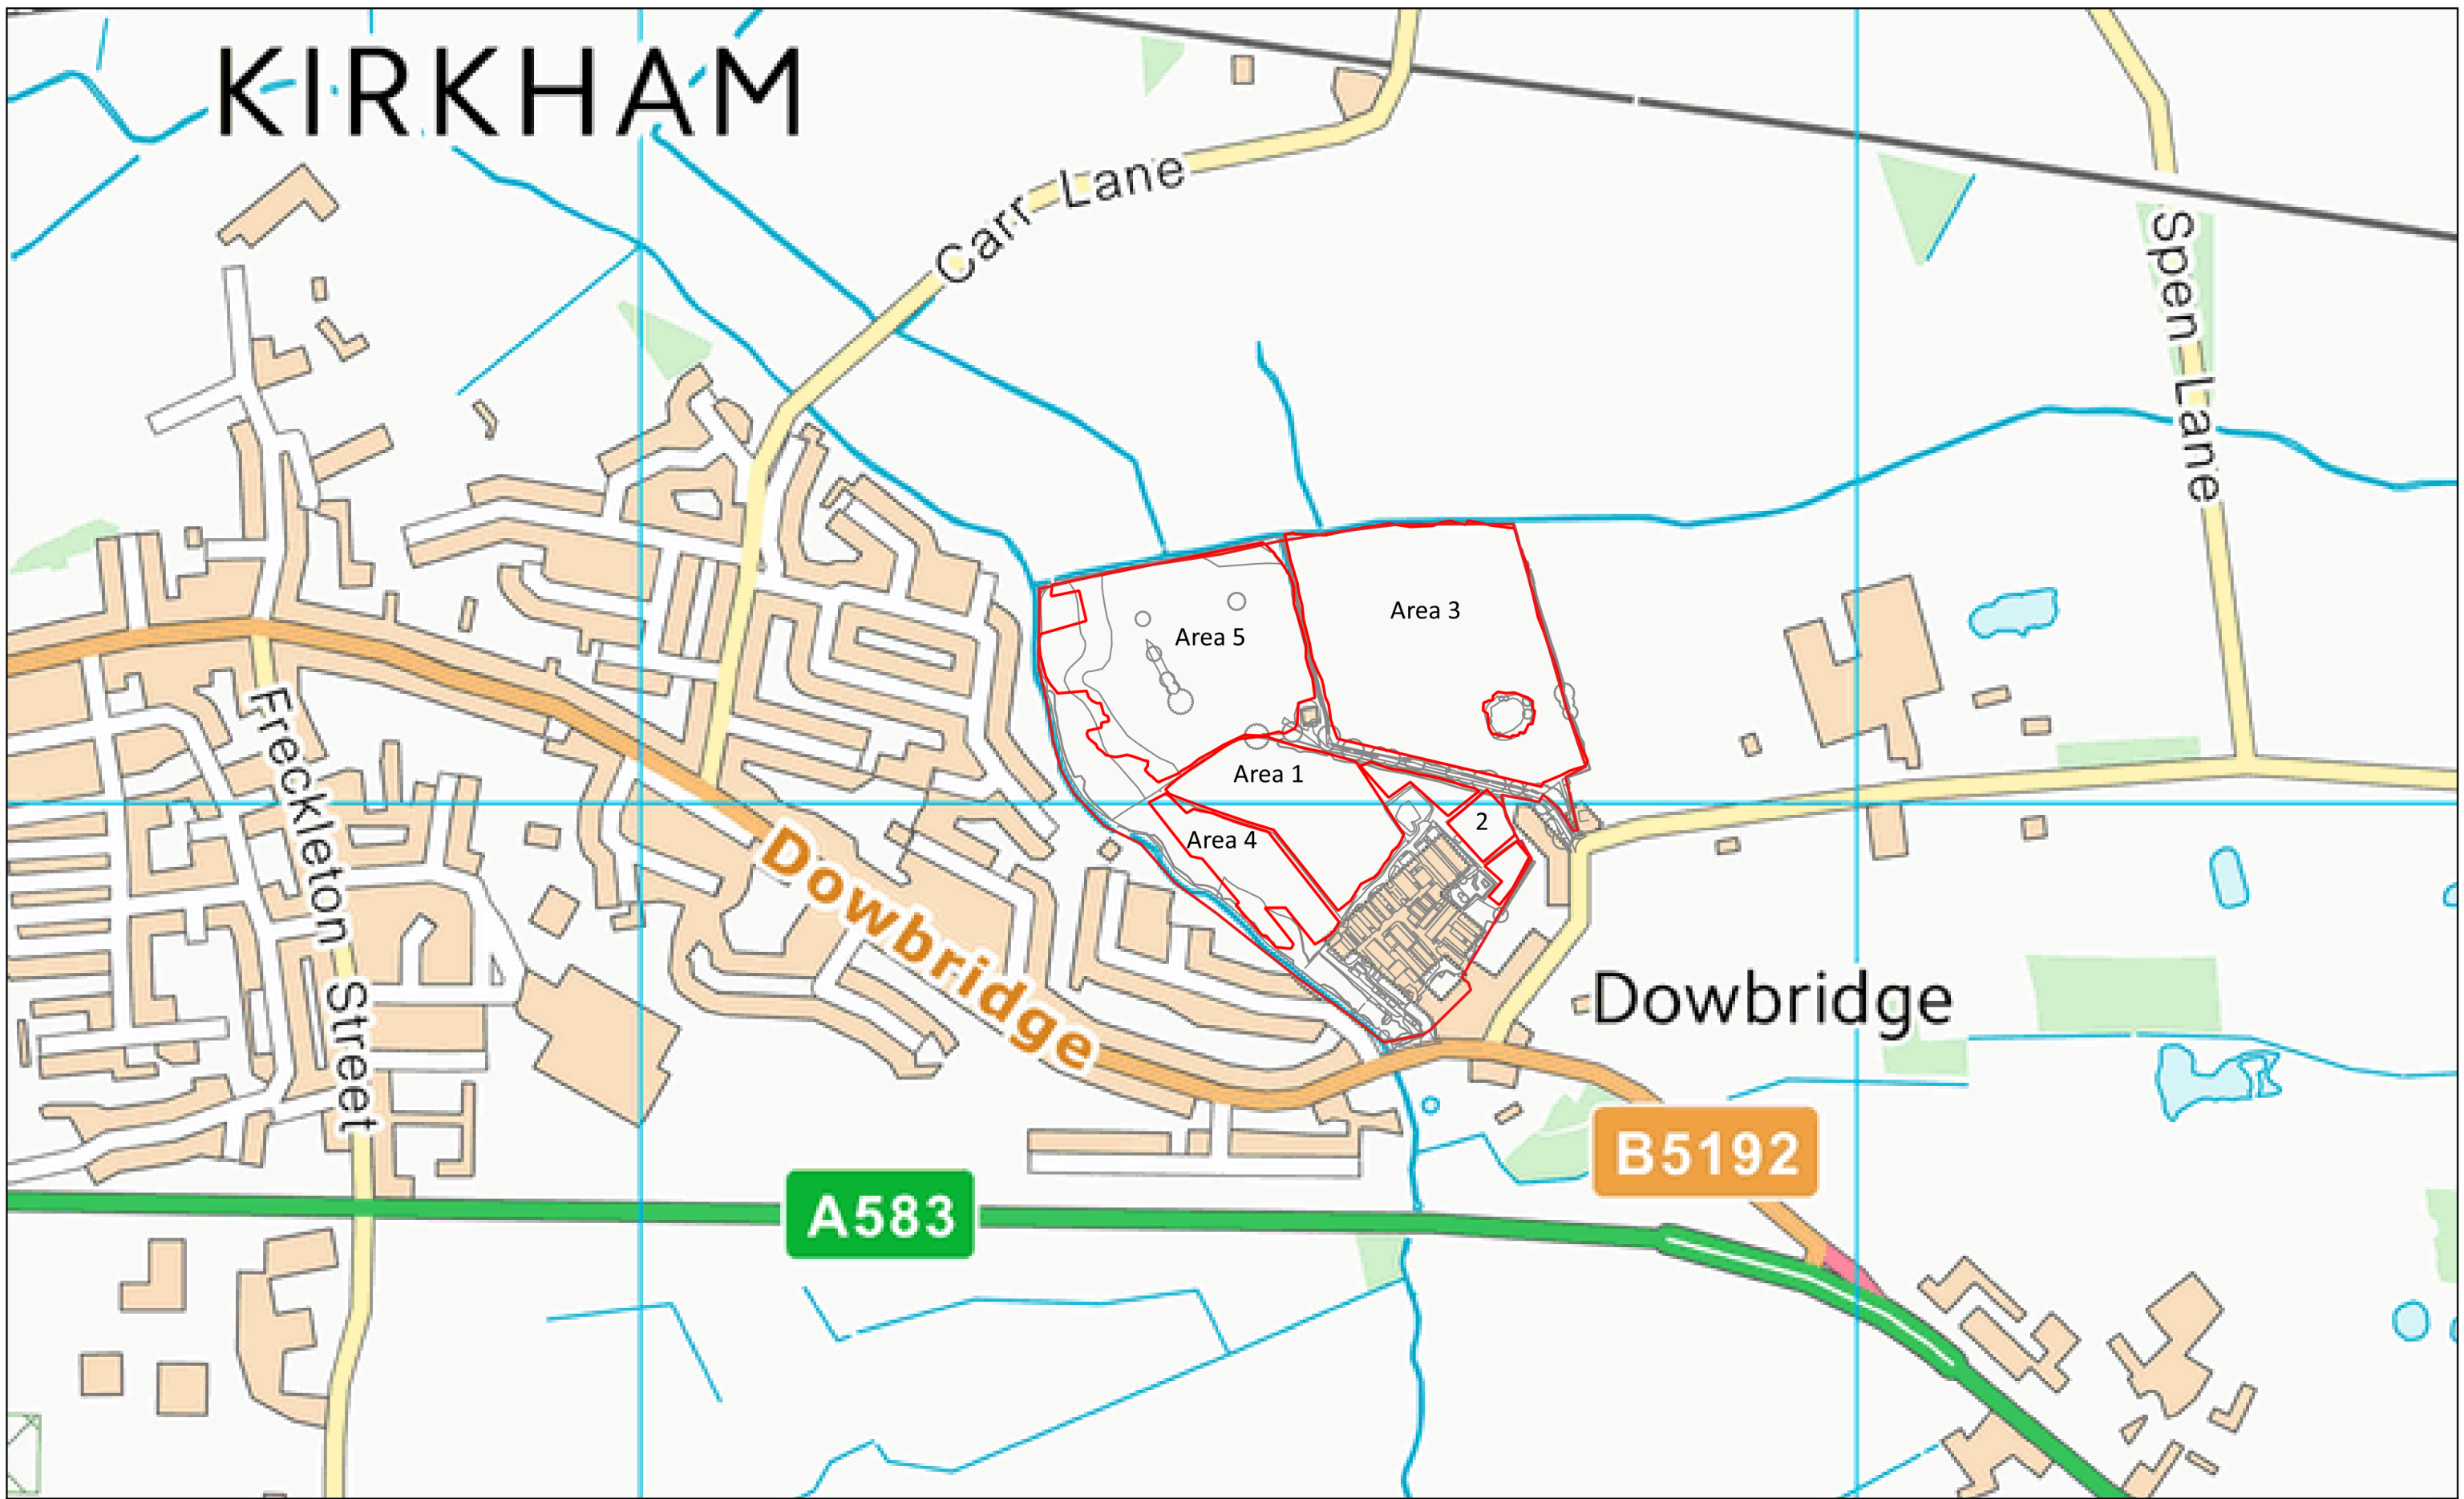 KIRKHAM
Carr Lane
Spen Lane
Area 3
Area 5
Area 1
2
Area 4
Freckleton Street
Dowbridge
Dowbridge
B5192
A583